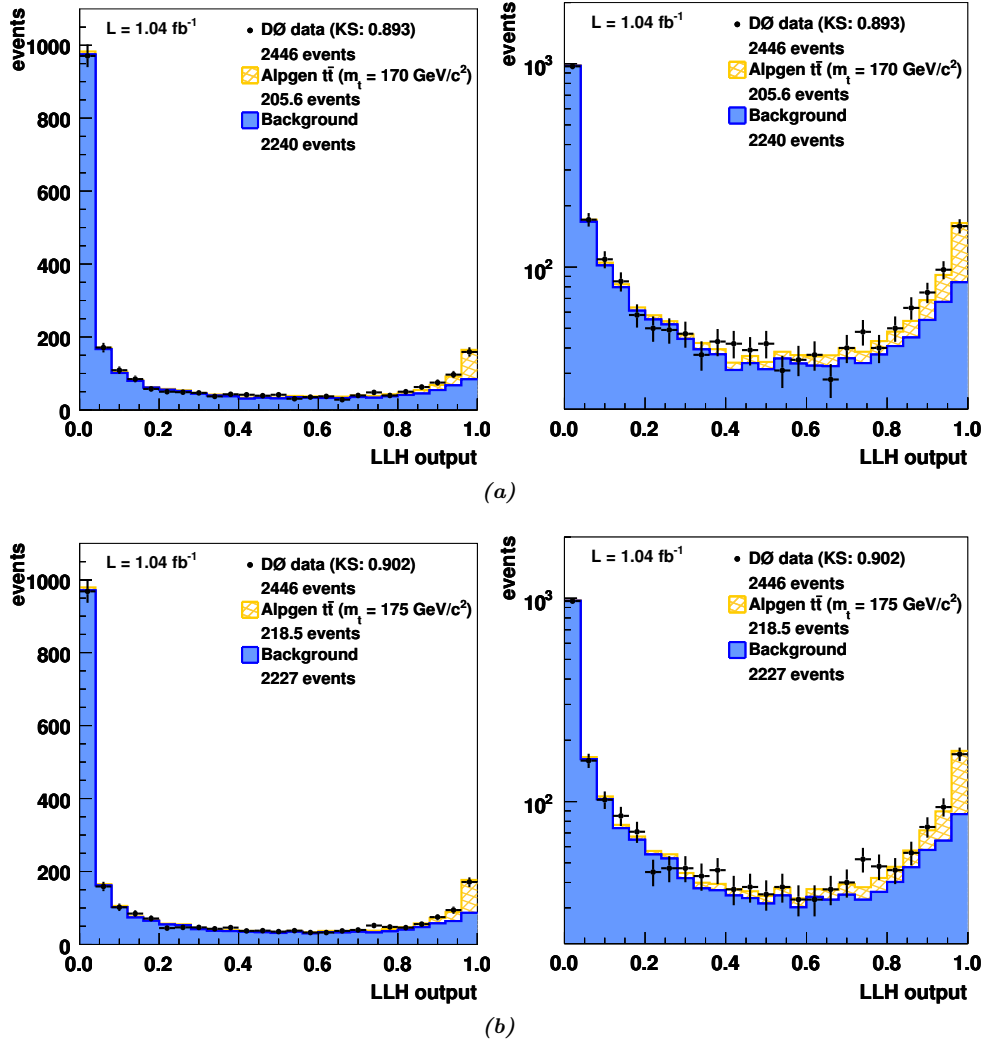 events
L = 1.04 fb⁻¹
DØ data (KS: 0.893)
2446 events
Alpgen tt̄ (mₜ = 170 GeV/c²)
205.6 events
Background
2240 events
1000
800
600
400
200
0
0.0 0.2 0.4 0.6 0.8 1.0
LLH output
events
L = 1.04 fb⁻¹
DØ data (KS: 0.893)
2446 events
Alpgen tt̄ (mₜ = 170 GeV/c²)
205.6 events
Background
2240 events
10³
10²
0.0 0.2 0.4 0.6 0.8 1.0
LLH output
(a)
events
L = 1.04 fb⁻¹
DØ data (KS: 0.902)
2446 events
Alpgen tt̄ (mₜ = 175 GeV/c²)
218.5 events
Background
2227 events
1000
800
600
400
200
0
0.0 0.2 0.4 0.6 0.8 1.0
LLH output
events
L = 1.04 fb⁻¹
DØ data (KS: 0.902)
2446 events
Alpgen tt̄ (mₜ = 175 GeV/c²)
218.5 events
Background
2227 events
10³
10²
0.0 0.2 0.4 0.6 0.8 1.0
LLH output
(b)